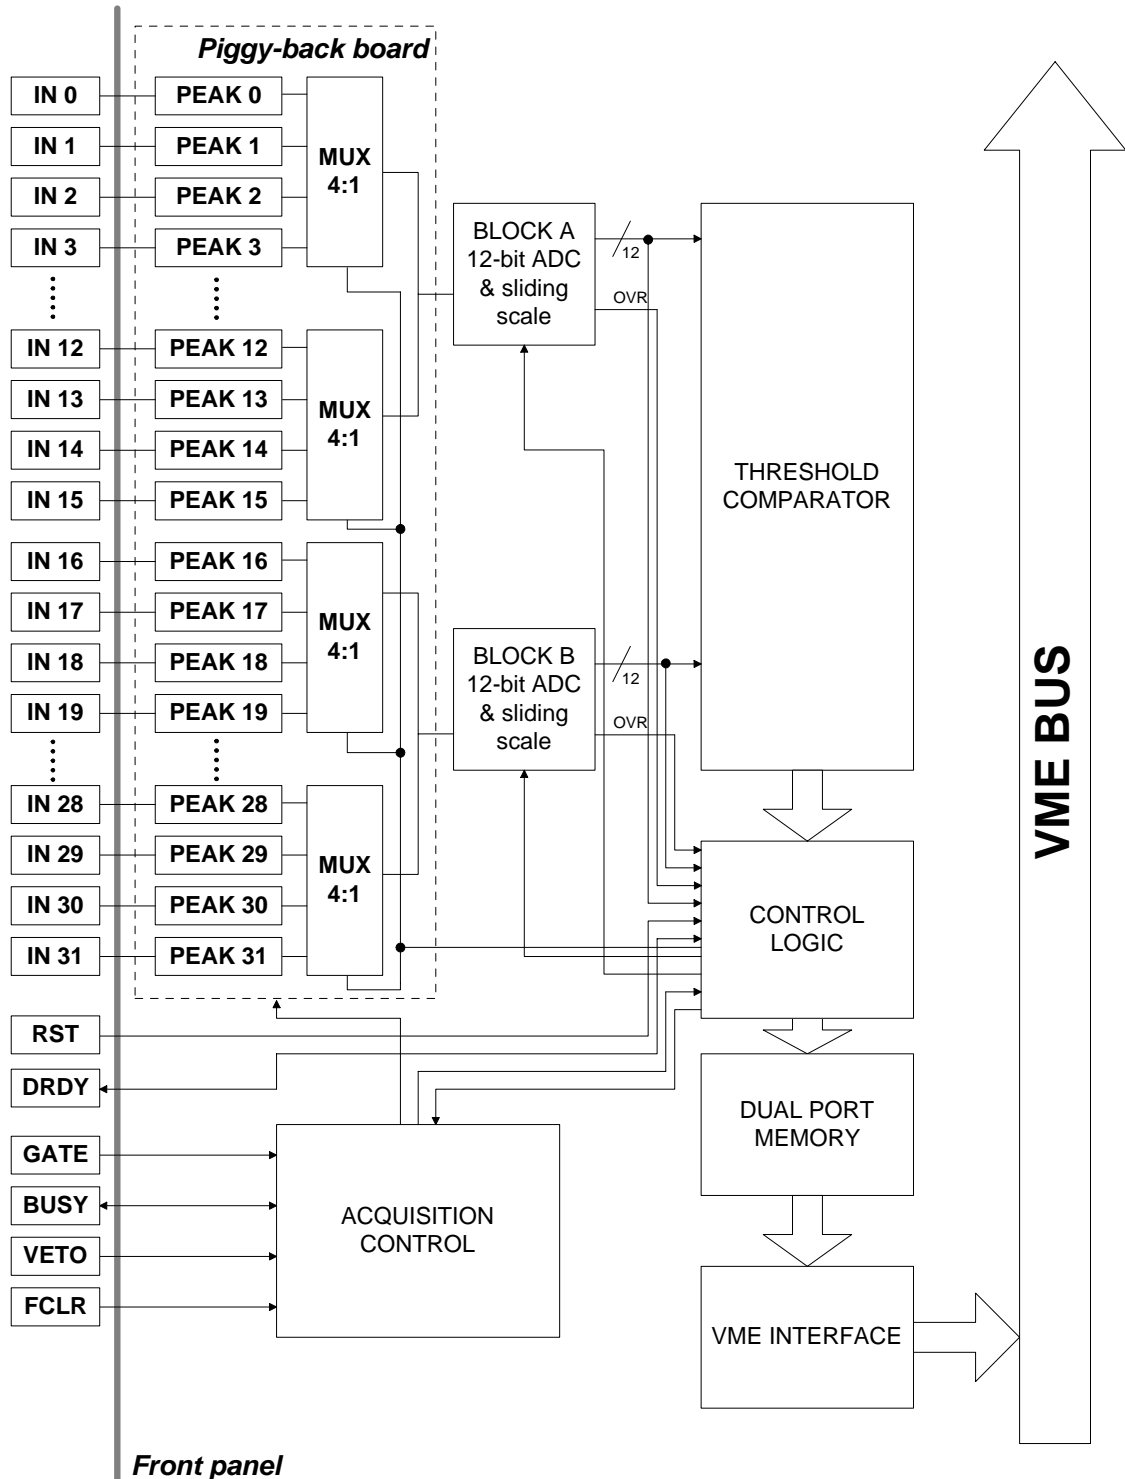 Piggy-back board
IN 0 PEAK 0
IN 1 PEAK 1
IN 2 PEAK 2
IN 3 PEAK 3
MUX
4:1
IN 12 PEAK 12
IN 13 PEAK 13
IN 14 PEAK 14
IN 15 PEAK 15
MUX
4:1
IN 16 PEAK 16
IN 17 PEAK 17
IN 18 PEAK 18
IN 19 PEAK 19
MUX
4:1
IN 28 PEAK 28
IN 29 PEAK 29
IN 30 PEAK 30
IN 31 PEAK 31
MUX
4:1
BLOCK A
12-bit ADC
& sliding
scale
12
OVR
BLOCK B
12-bit ADC
& sliding
scale
12
OVR
THRESHOLD
COMPARATOR
CONTROL
LOGIC
DUAL PORT
MEMORY
VME INTERFACE
VME BUS
RST
DRDY
GATE
BUSY
VETO
FCLR
ACQUISITION
CONTROL
Front panel